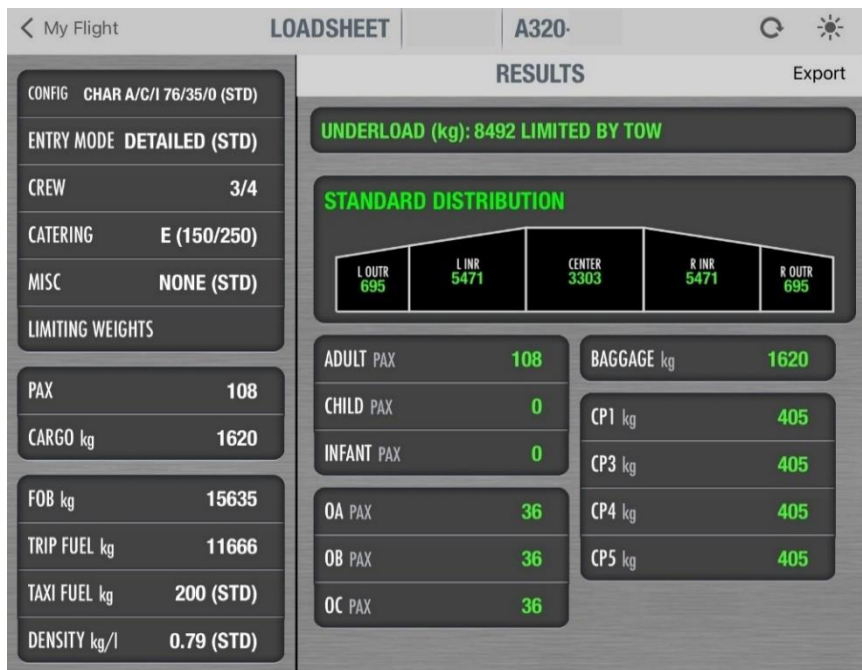 My Flight
LOADSHEET
A320-
CONFIG CHAR A/C/I 76/35/0 (STD)
ENTRY MODE DETAILED (STD)
CREW 3/4
CATERING E (150/250)
MISC NONE (STD)
LIMITING WEIGHTS
PAX 108
CARGO kg 1620
FOB kg 15635
TRIP FUEL kg 11666
TAXI FUEL kg 200 (STD)
DENSITY kg/l 0.79 (STD)
RESULTS
Export
UNDERLOAD (kg): 8492 LIMITED BY TOW
STANDARD DISTRIBUTION
L OUTR
695
L INR
5471
CENTER
3303
R INR
5471
R OUTR
695
ADULT PAX 108
CHILD PAX 0
INFANT PAX 0
OA PAX 36
OB PAX 36
OC PAX 36
BAGGAGE kg 1620
CP1 kg 405
CP3 kg 405
CP4 kg 405
CP5 kg 405